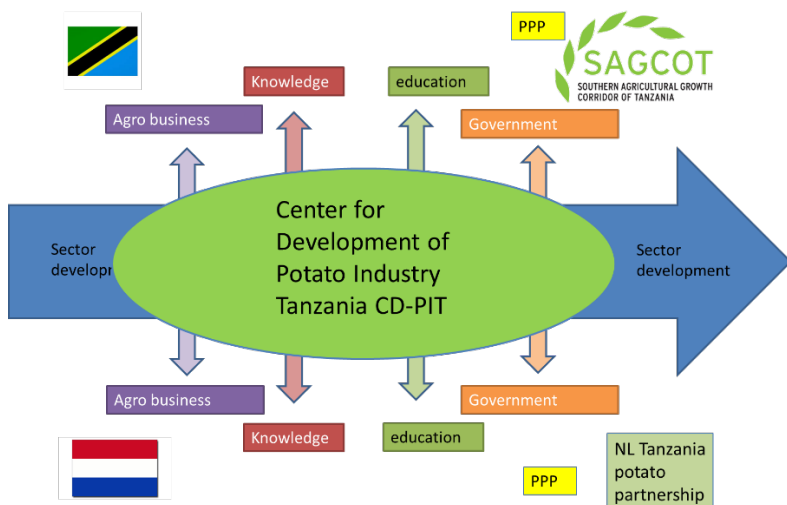 PPP
SAGCOT
SOUTHERN AGRICULTURAL GROWTH
CORRIDOR OF TANZANIA
Knowledge
education
Agro business
Government
Center for
Development of
Potato Industry
Tanzania CD-PIT
Sector
Sector
development
Agro business
Government
Knowledge
education
PPP
NL Tanzania
potato
partnership